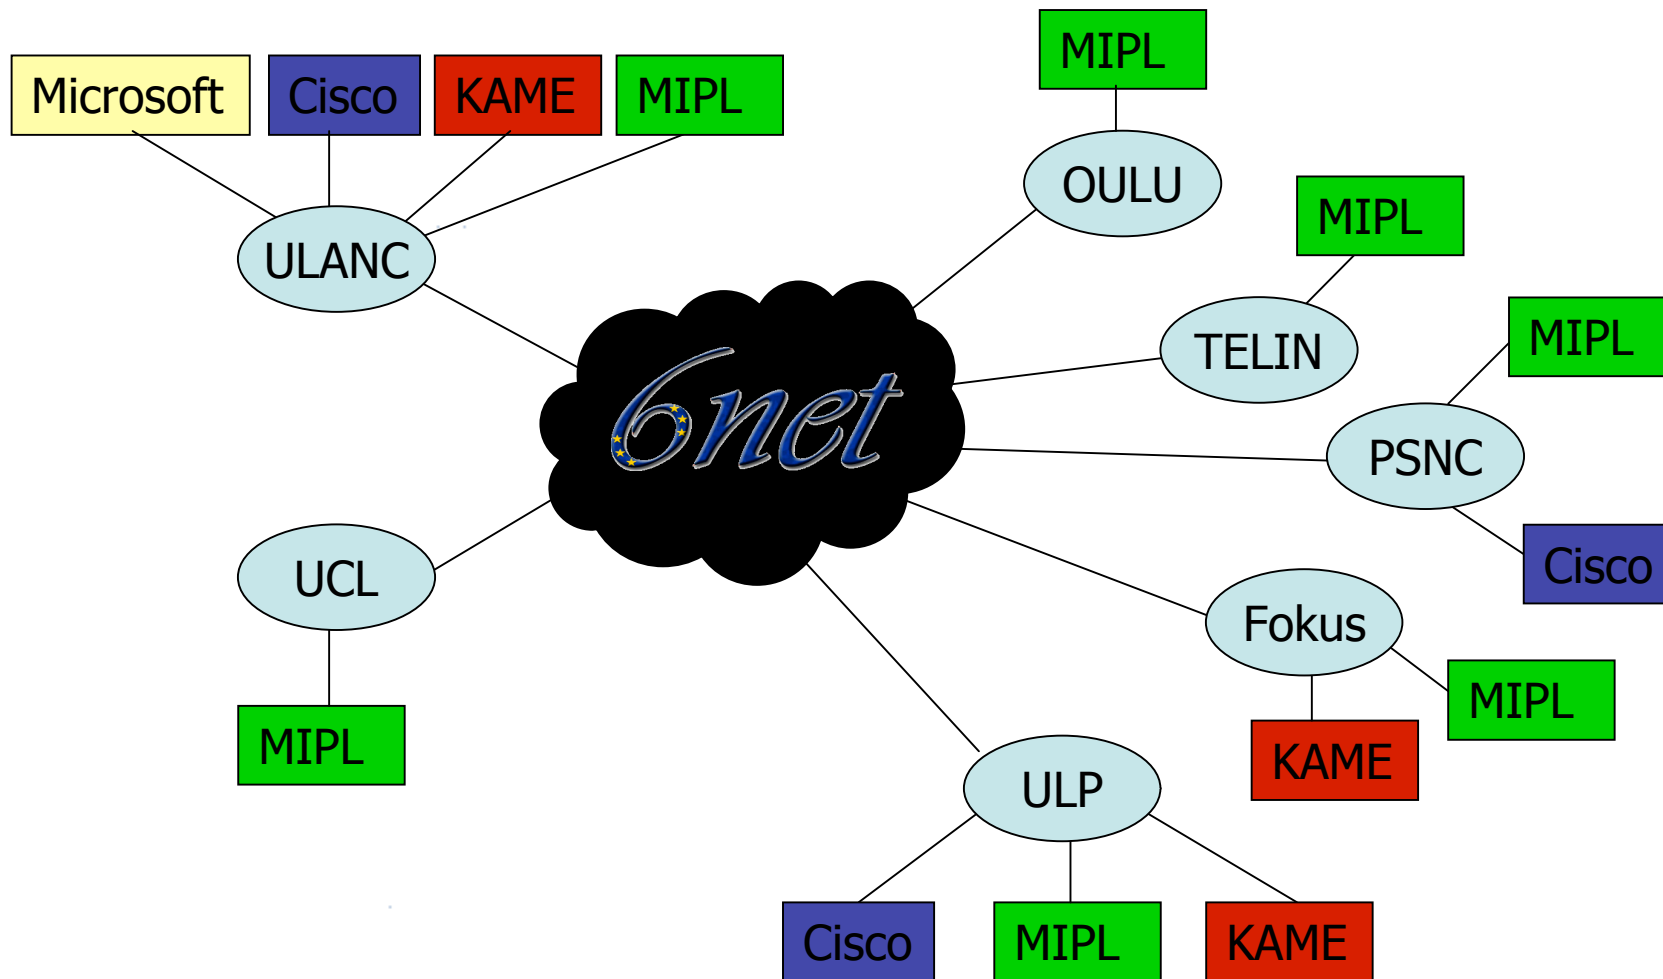 MIPL
Microsoft
Cisco
KAME
MIPL
OULU
MIPL
ULANC
MIPL
TELIN
6net
PSNC
Cisco
UCL
Fokus
MIPL
MIPL
KAME
ULP
Cisco
MIPL
KAME